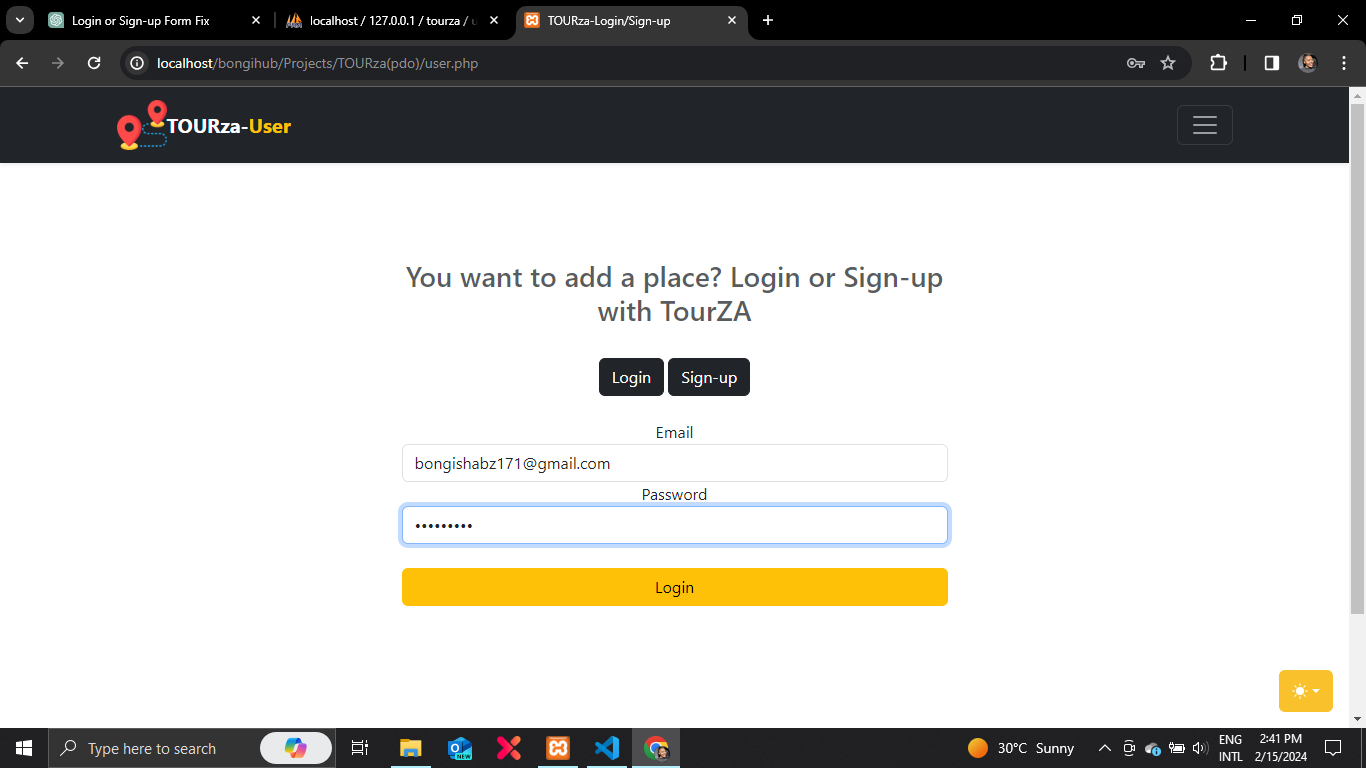 Login or Sign-up Form Fix
localhost / 127.0.0.1 / tourza / u
TOURza-Login/Sign-up
localhost/bongihub/Projects/TOURza(pdo)/user.php
TOURza-User
You want to add a place? Login or Sign-up
with TourZA
Login
Sign-up
Email
bongishabz171@gmail.com
Password
•••••••••
Login
Type here to search
NEW
30°C Sunny
ENG
INTL
2:41 PM
2/15/2024